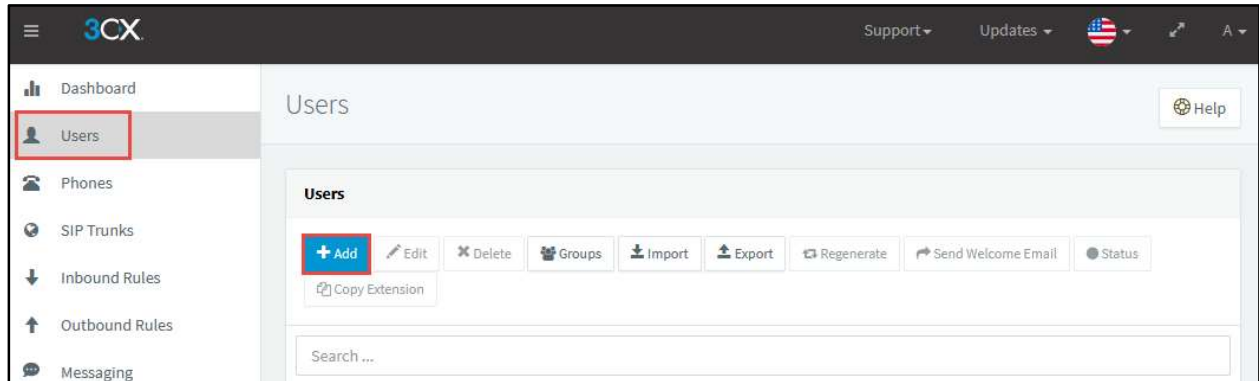 3CX
Support
Updates
A
Dashboard
Users
Phones
SIP Trunks
Inbound Rules
Outbound Rules
Messaging
Users
Help
Users
Add Edit Delete Groups Import Export Regenerate Send Welcome Email Status
Copy Extension
Search ...